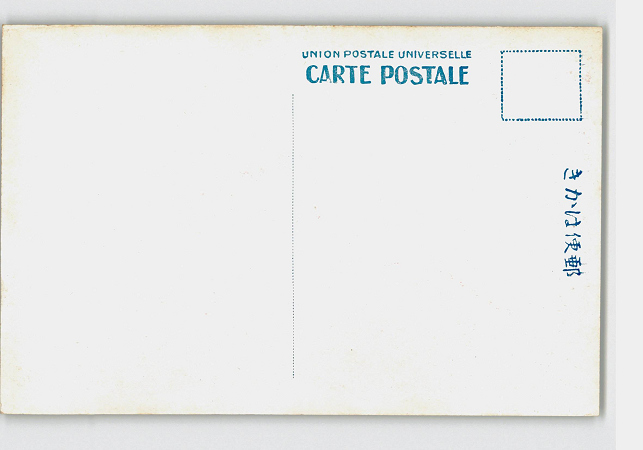 UNION POSTALE UNIVERSELLE
CARTE POSTALE
きかは便郵